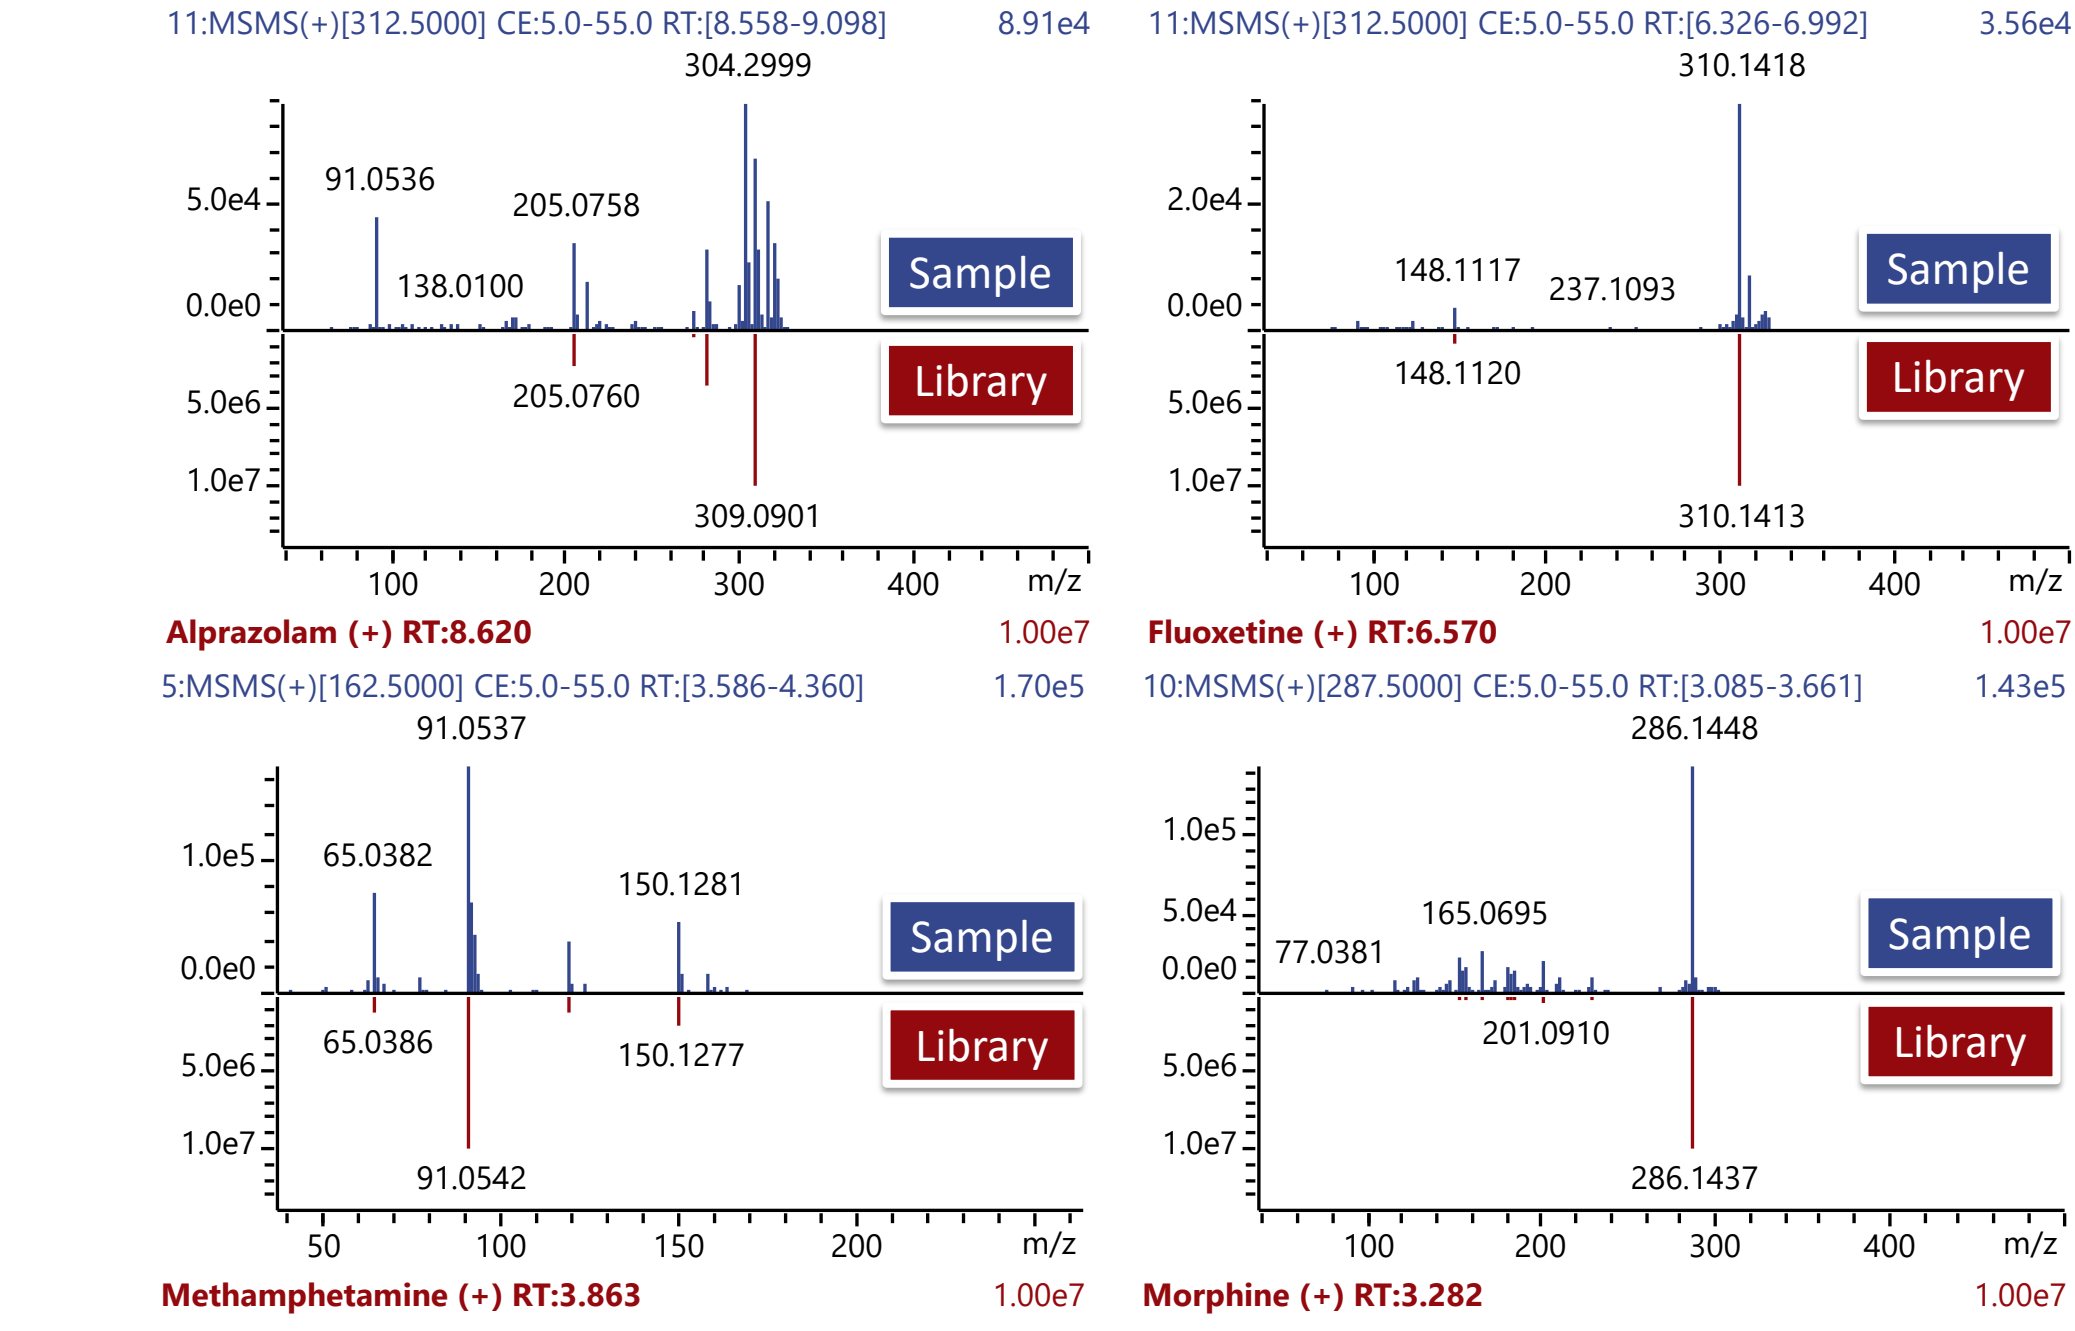 11:MSMS(+)[312.5000] CE:5.0-55.0 RT:[8.558-9.098] 8.91e4
304.2999
91.0536
5.0e4
205.0758
138.0100
0.0e0
Sample
Library
205.0760
5.0e6
1.0e7
309.0901
100 200 300 400 m/z
Alprazolam (+) RT:8.620 1.00e7
11:MSMS(+)[312.5000] CE:5.0-55.0 RT:[6.326-6.992] 3.56e4
310.1418
2.0e4
148.1117
237.1093
0.0e0
Sample
Library
148.1120
5.0e6
1.0e7
310.1413
100 200 300 400 m/z
Fluoxetine (+) RT:6.570 1.00e7
5:MSMS(+)[162.5000] CE:5.0-55.0 RT:[3.586-4.360] 1.70e5
91.0537
1.0e5
65.0382
150.1281
0.0e0
Sample
Library
65.0386
150.1277
5.0e6
1.0e7
91.0542
50 100 150 200 m/z
Methamphetamine (+) RT:3.863 1.00e7
10:MSMS(+)[287.5000] CE:5.0-55.0 RT:[3.085-3.661] 1.43e5
286.1448
1.0e5
5.0e4
165.0695
77.0381
0.0e0
Sample
Library
201.0910
5.0e6
1.0e7
286.1437
100 200 300 400 m/z
Morphine (+) RT:3.282 1.00e7